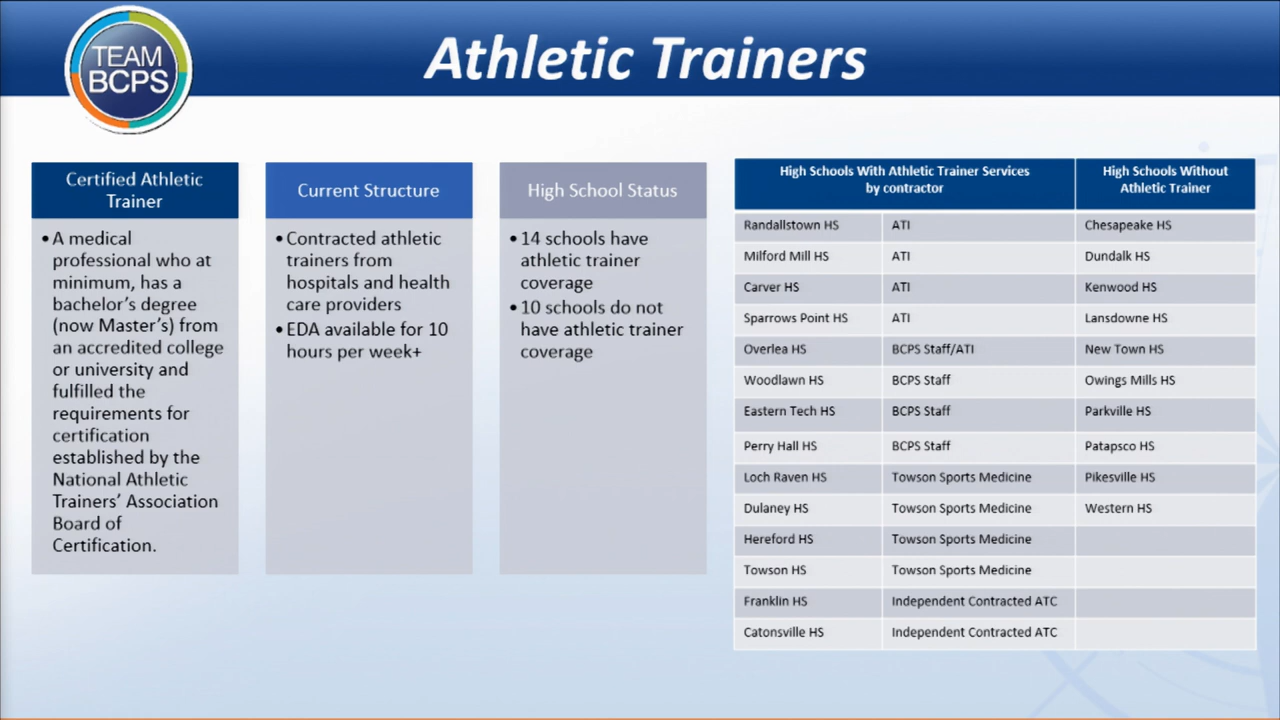 TEAM
BCPS
Athletic Trainers
Certified Athletic
Trainer
• A medical
professional who at
minimum, has a
bachelor's degree
(now Master's) from
an accredited college
or university and
fulfilled the
requirements for
certification
established by the
National Athletic
Trainers' Association
Board of
Certification.
Current Structure
• Contracted athletic
trainers from
hospitals and health
care providers
• EDA available for 10
hours per week+
High School Status
• 14 schools have
athletic trainer
coverage
• 10 schools do not
have athletic trainer
coverage
High Schools With Athletic Trainer Services
by contractor
High Schools Without
Athletic Trainer
Randallstown HS ATI Chesapeake HS
Milford Mill HS ATI Dundalk HS
Carver HS ATI Kenwood HS
Sparrows Point HS ATI Lansdowne HS
Overlea HS BCPS Staff/ATI New Town HS
Woodlawn HS BCPS Staff Owings Mills HS
Eastern Tech HS BCPS Staff Parkville HS
Perry Hall HS BCPS Staff Patapsco HS
Loch Raven HS Towson Sports Medicine Pikesville HS
Dulaney HS Towson Sports Medicine Western HS
Hereford HS Towson Sports Medicine
Towson HS Towson Sports Medicine
Franklin HS Independent Contracted ATC
Catonsville HS Independent Contracted ATC